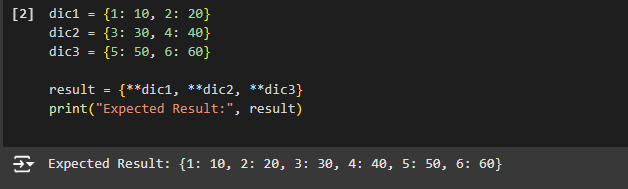 [2] dic1 = {1: 10, 2: 20}
dic2 = {3: 30, 4: 40}
dic3 = {5: 50, 6: 60}
result = {**dic1, **dic2, **dic3}
print("Expected Result:", result)
Expected Result: {1: 10, 2: 20, 3: 30, 4: 40, 5: 50, 6: 60}